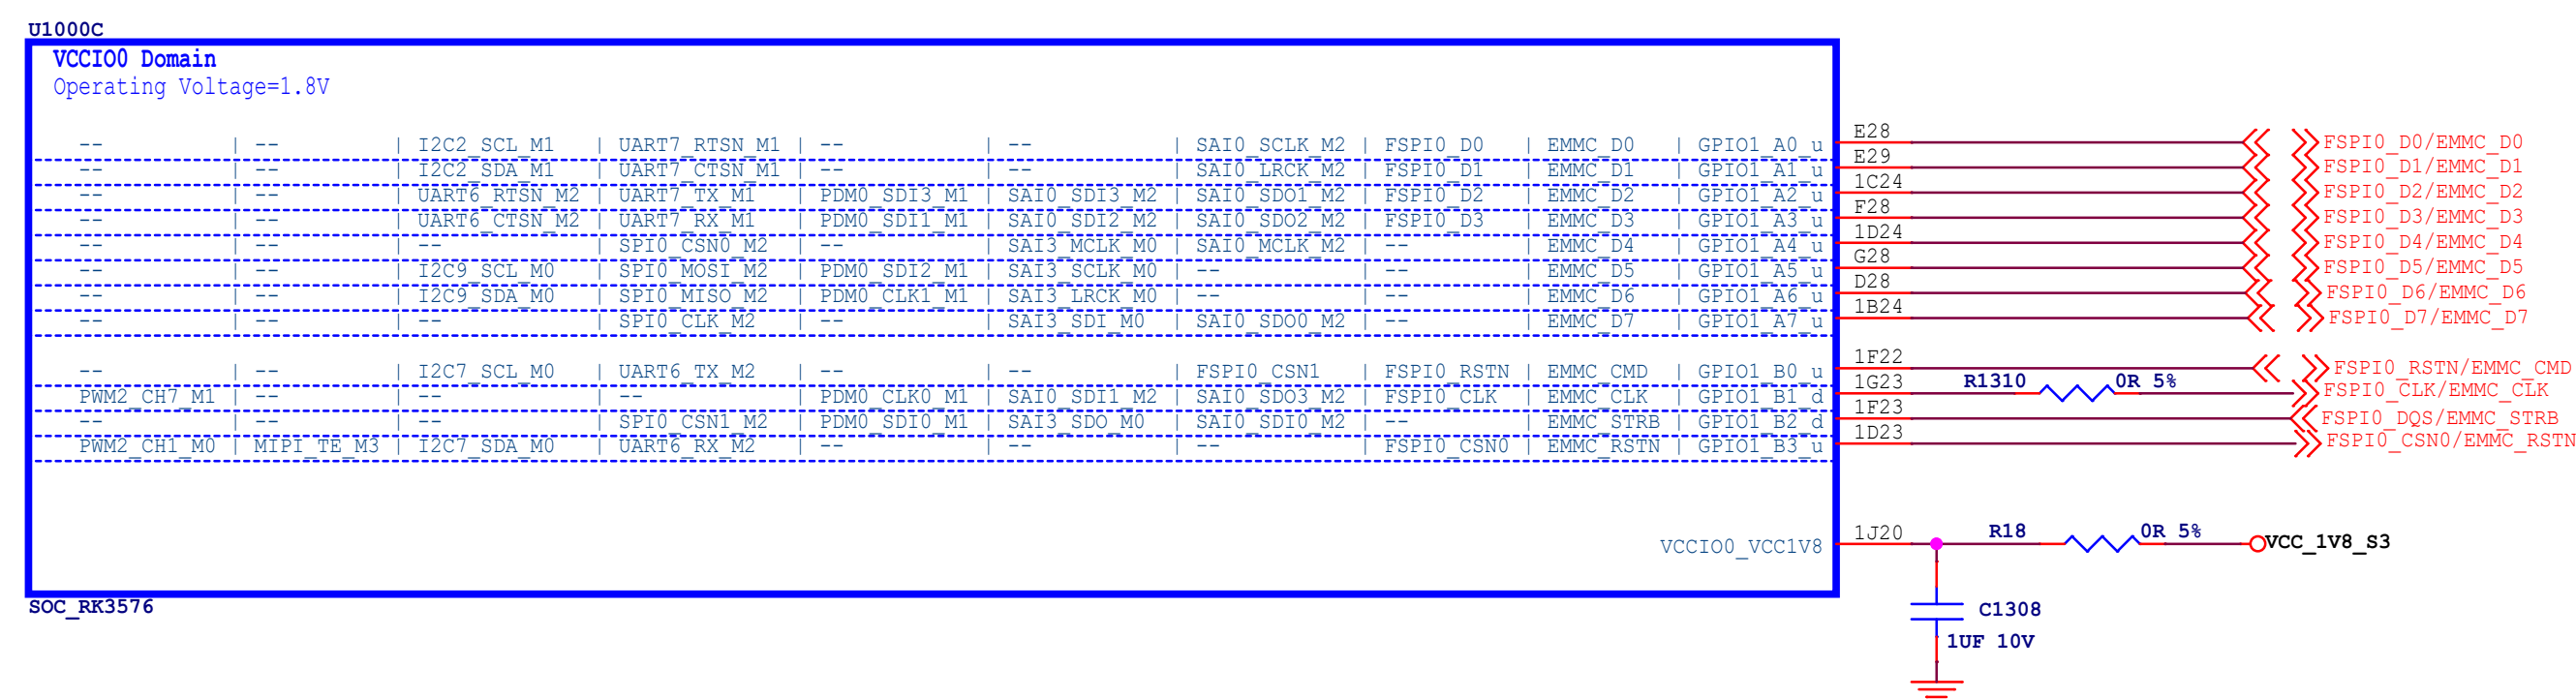 U1000C
VCCIO0 Domain
Operating Voltage=1.8V
-- | -- | I2C2_SCL_M1 | UART7_RTSN_M1 | -- | -- | SAI0_SCLK_M2 | FSPI0_D0 | EMMC_D0 | GPIO1_A0_u E28 FSPI0_D0/EMMC_D0
-- | -- | I2C2_SDA_M1 | UART7_CTSN_M1 | -- | -- | SAI0_LRCK_M2 | FSPI0_D1 | EMMC_D1 | GPIO1_A1_u E29 FSPI0_D1/EMMC_D1
-- | -- | UART6_RTSN_M2 | UART7_TX_M1 | PDM0_SDI3_M1 | SAI0_SDI3_M2 | SAI0_SDO1_M2 | FSPI0_D2 | EMMC_D2 | GPIO1_A2_u 1C24 FSPI0_D2/EMMC_D2
-- | -- | UART6_CTSN_M2 | UART7_RX_M1 | PDM0_SDI1_M1 | SAI0_SDI2_M2 | SAI0_SDO2_M2 | FSPI0_D3 | EMMC_D3 | GPIO1_A3_u F28 FSPI0_D3/EMMC_D3
-- | -- | -- | SPI0_CSN0_M2 | -- | SAI3_MCLK_M0 | SAI0_MCLK_M2 | -- | EMMC_D4 | GPIO1_A4_u 1D24 FSPI0_D4/EMMC_D4
-- | -- | I2C9_SCL_M0 | SPI0_MOSI_M2 | PDM0_SDI2_M1 | SAI3_SCLK_M0 | -- | -- | EMMC_D5 | GPIO1_A5_u G28 FSPI0_D5/EMMC_D5
-- | -- | I2C9_SDA_M0 | SPI0_MISO_M2 | PDM0_CLK1_M1 | SAI3_LRCK_M0 | -- | -- | EMMC_D6 | GPIO1_A6_u D28 FSPI0_D6/EMMC_D6
-- | -- | -- | SPI0_CLK_M2 | -- | SAI3_SDI_M0 | SAI0_SDO0_M2 | -- | EMMC_D7 | GPIO1_A7_u 1B24 FSPI0_D7/EMMC_D7
-- | -- | I2C7_SCL_M0 | UART6_TX_M2 | -- | -- | FSPI0_CSN1 | FSPI0_RSTN | EMMC_CMD | GPIO1_B0_u 1F22 FSPI0_RSTN/EMMC_CMD
PWM2_CH7_M1 | -- | -- | -- | PDM0_CLK0_M1 | SAI0_SDI1_M2 | SAI0_SDO3_M2 | FSPI0_CLK | EMMC_CLK | GPIO1_B1_d 1G23 R1310 0R 5% FSPI0_CLK/EMMC_CLK
-- | -- | -- | SPI0_CSN1_M2 | PDM0_SDI0_M1 | SAI3_SDO_M0 | SAI0_SDI0_M2 | -- | EMMC_STRB | GPIO1_B2_d 1F23 FSPI0_DQS/EMMC_STRB
PWM2_CH1_M0 | MIPI_TE_M3 | I2C7_SDA_M0 | UART6_RX_M2 | -- | -- | -- | FSPI0_CSN0 | EMMC_RSTN | GPIO1_B3_u 1D23 FSPI0_CSN0/EMMC_RSTN
VCCIO0_VCC1V8 1J20 R18 0R 5% VCC_1V8_S3
SOC_RK3576
C1308
1UF 10V